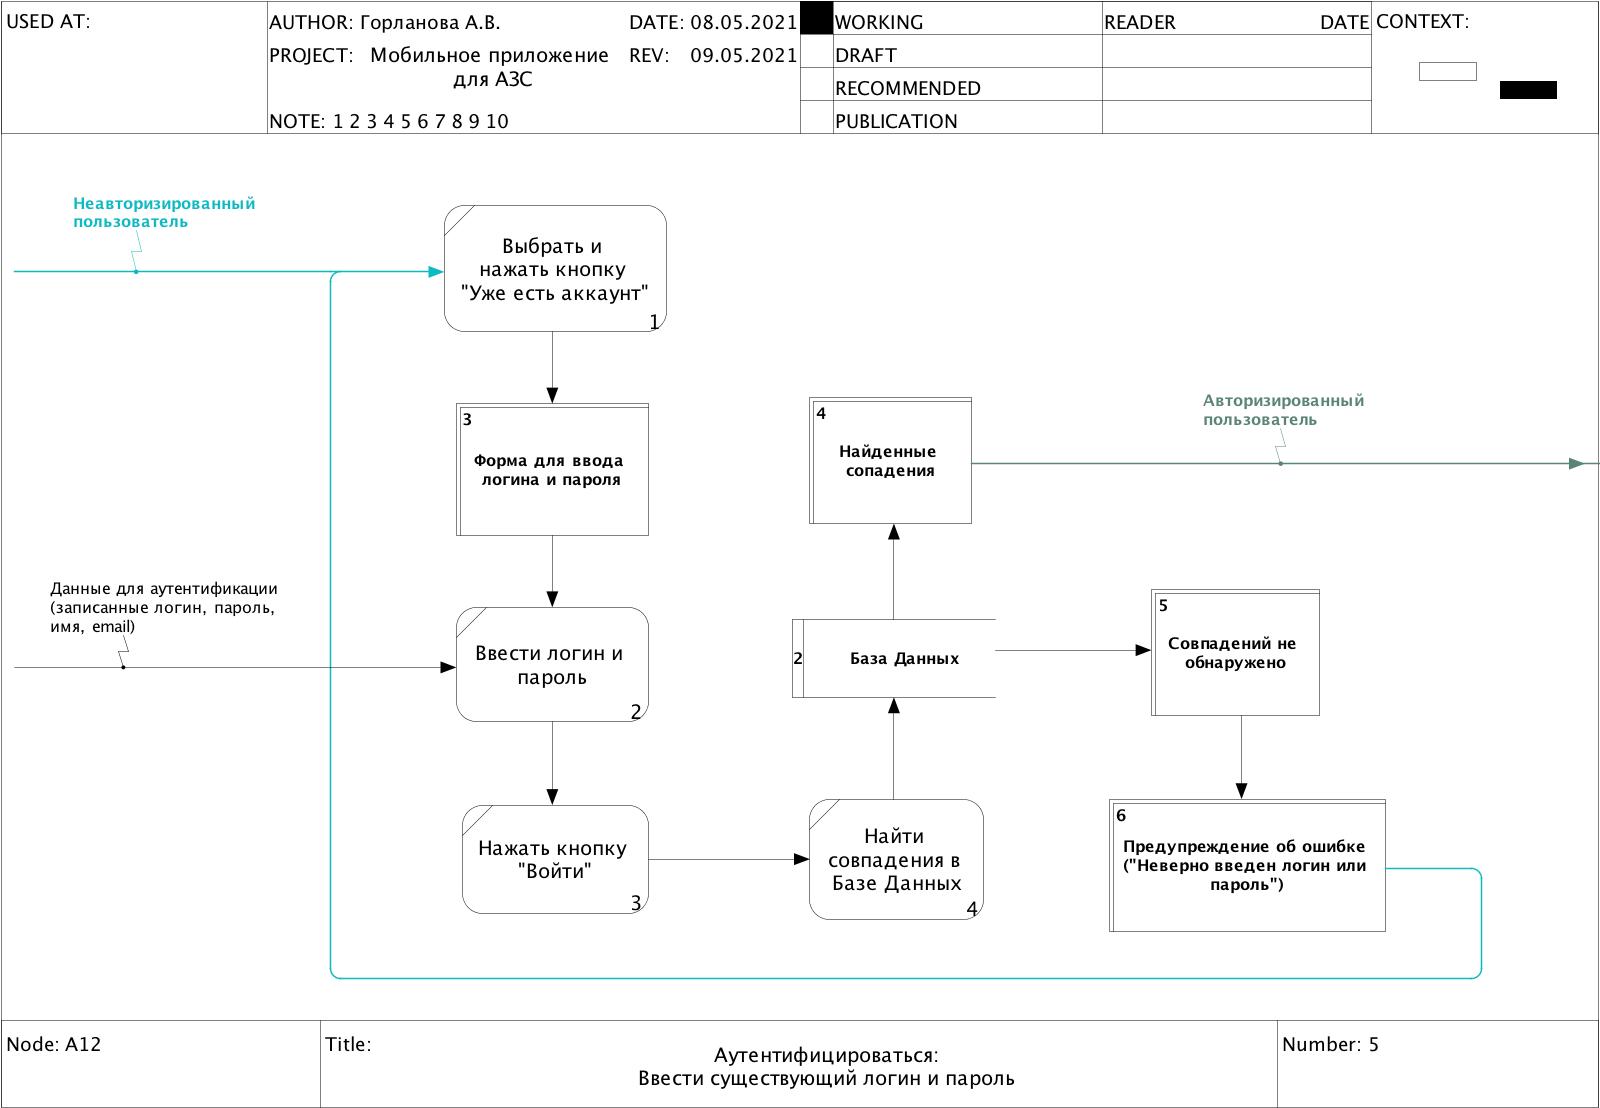 USED AT:
AUTHOR: Горланова А.В.
DATE: 08.05.2021
PROJECT: Мобильное приложение
для АЗС
REV: 09.05.2021
NOTE: 1 2 3 4 5 6 7 8 9 10
WORKING
DRAFT
RECOMMENDED
PUBLICATION
READER
DATE
CONTEXT:
Неавторизированный
пользователь
Выбрать и
нажать кнопку
"Уже есть аккаунт"
1
3
Форма для ввода
логина и пароля
4
Найденные
сопадения
Авторизированный
пользователь
Данные для аутентификации
(записанные логин, пароль,
имя, email)
Ввести логин и
пароль
2
2
База Данных
5
Совпадений не
обнаружено
Нажать кнопку
"Войти"
3
Найти
совпадения в
Базе Данных
4
6
Предупреждение об ошибке
("Неверно введен логин или
пароль")
Node: A12
Title:
Аутентифицироваться:
Ввести существующий логин и пароль
Number: 5